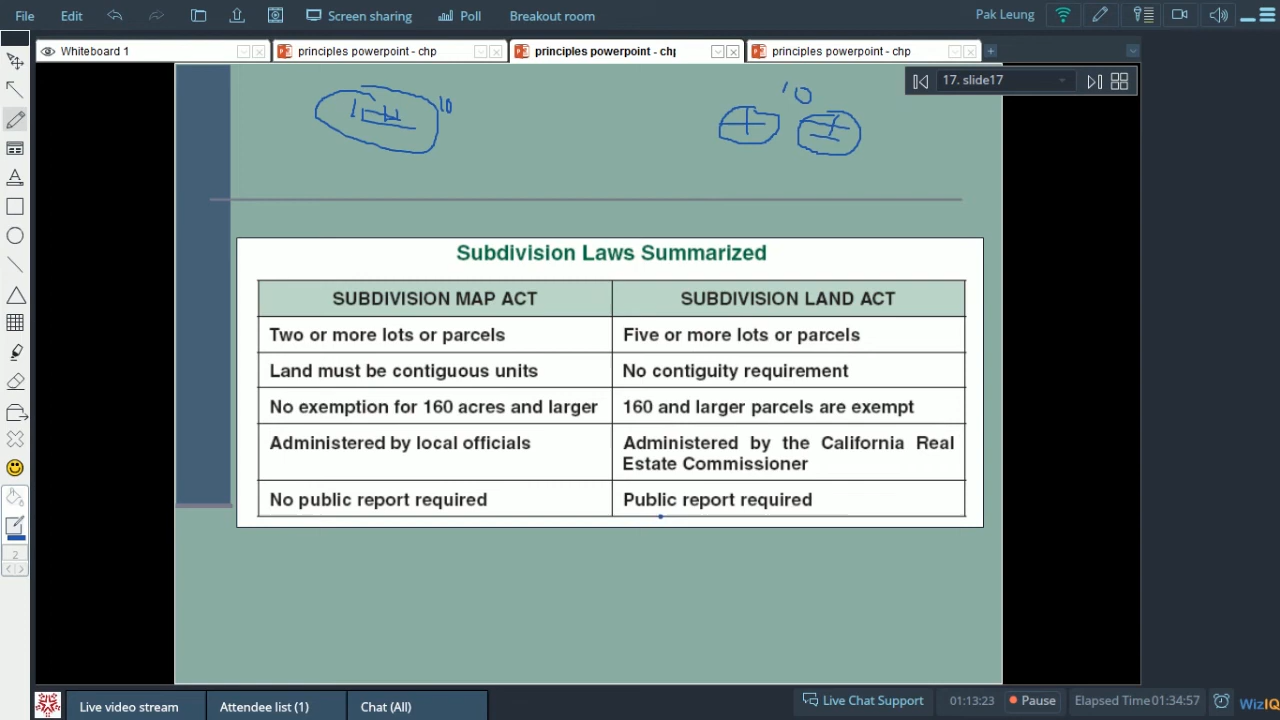 File Edit Screen sharing Poll Breakout room Pak Leung
Whiteboard 1 principles powerpoint - chp principles powerpoint - chp principles powerpoint - chp
17. slide17
10
10
Subdivision Laws Summarized
SUBDIVISION MAP ACT SUBDIVISION LAND ACT
Two or more lots or parcels Five or more lots or parcels
Land must be contiguous units No contiguity requirement
No exemption for 160 acres and larger 160 and larger parcels are exempt
Administered by local officials Administered by the California Real
Estate Commissioner
No public report required Public report required
2
Live video stream Attendee list (1) Chat (All) Live Chat Support 01:13:23 Pause Elapsed Time 01:34:57 WizIQ